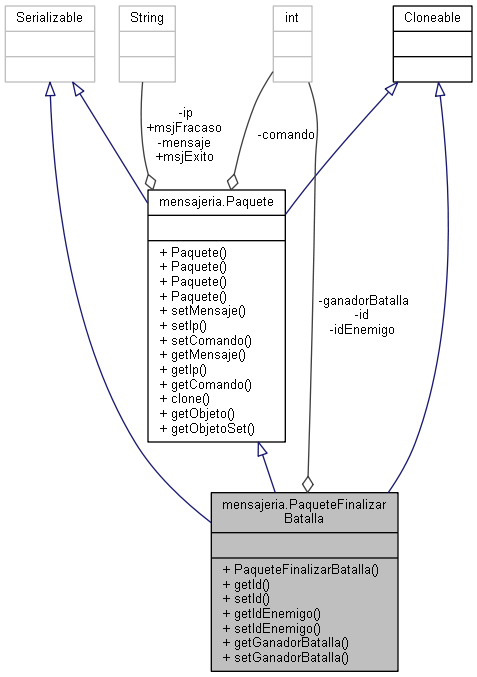 Serializable
String
int
Cloneable
-ip
+msjFracaso
-mensaje
+msjExito
-comando
mensajeria.Paquete
+ Paquete()
+ Paquete()
+ Paquete()
+ Paquete()
+ setMensaje()
+ setIp()
+ setComando()
+ getMensaje()
+ getIp()
+ getComando()
+ clone()
+ getObjeto()
+ getObjetoSet()
-ganadorBatalla
-id
-idEnemigo
mensajeria.PaqueteFinalizar
Batalla
+ PaqueteFinalizarBatalla()
+ getId()
+ setId()
+ getIdEnemigo()
+ setIdEnemigo()
+ getGanadorBatalla()
+ setGanadorBatalla()